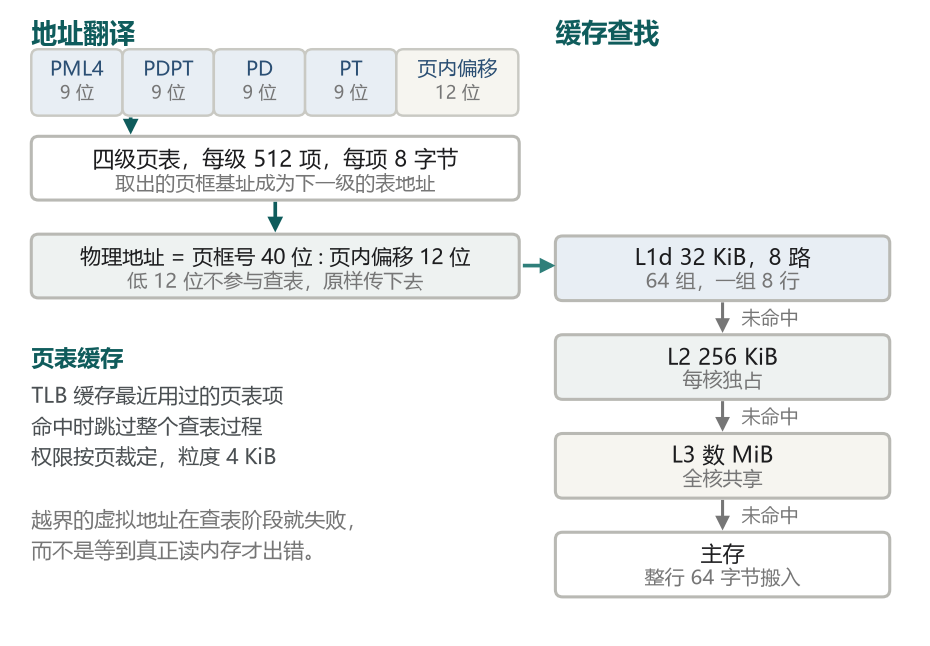 地址翻译
PML4
9 位
PDPT
9 位
PD
9 位
PT
9 位
页内偏移
12 位
四级页表，每级 512 项，每项 8 字节
取出的页框基址成为下一级的表地址
物理地址 = 页框号 40 位 : 页内偏移 12 位
低 12 位不参与查表，原样传下去
页表缓存
TLB 缓存最近用过的页表项
命中时跳过整个查表过程
权限按页裁定，粒度 4 KiB
越界的虚拟地址在查表阶段就失败，
而不是等到真正读内存才出错。
缓存查找
L1d 32 KiB，8 路
64 组，一组 8 行
未命中
L2 256 KiB
每核独占
未命中
L3 数 MiB
全核共享
未命中
主存
整行 64 字节搬入